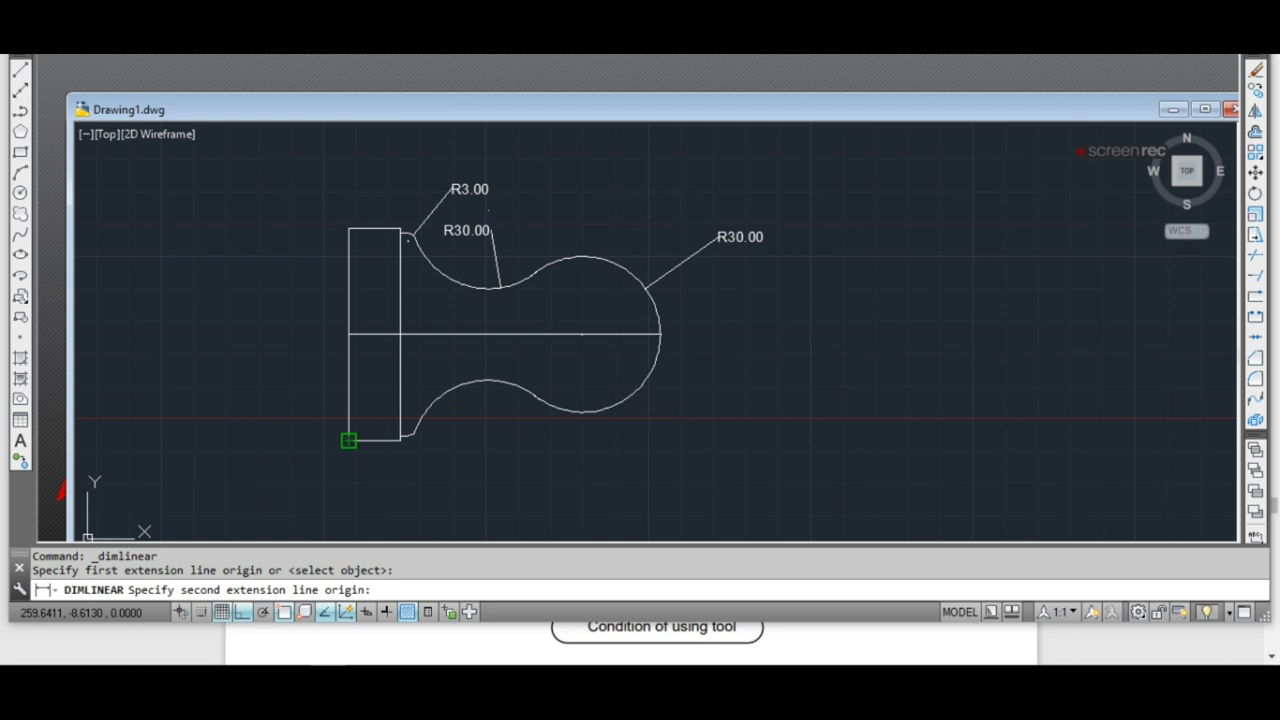 Drawing1.dwg
[−][Top][2D Wireframe]
N
screenrec
W
TOP
E
S
WCS
R3.00
R30.00
R30.00
Y
X
A
ABC
Command: _dimlinear
Specify first extension line origin or <select object>:
DIMLINEAR Specify second extension line origin:
259.6411, -8.6130 , 0.0000
MODEL
1:1
Condition of using tool